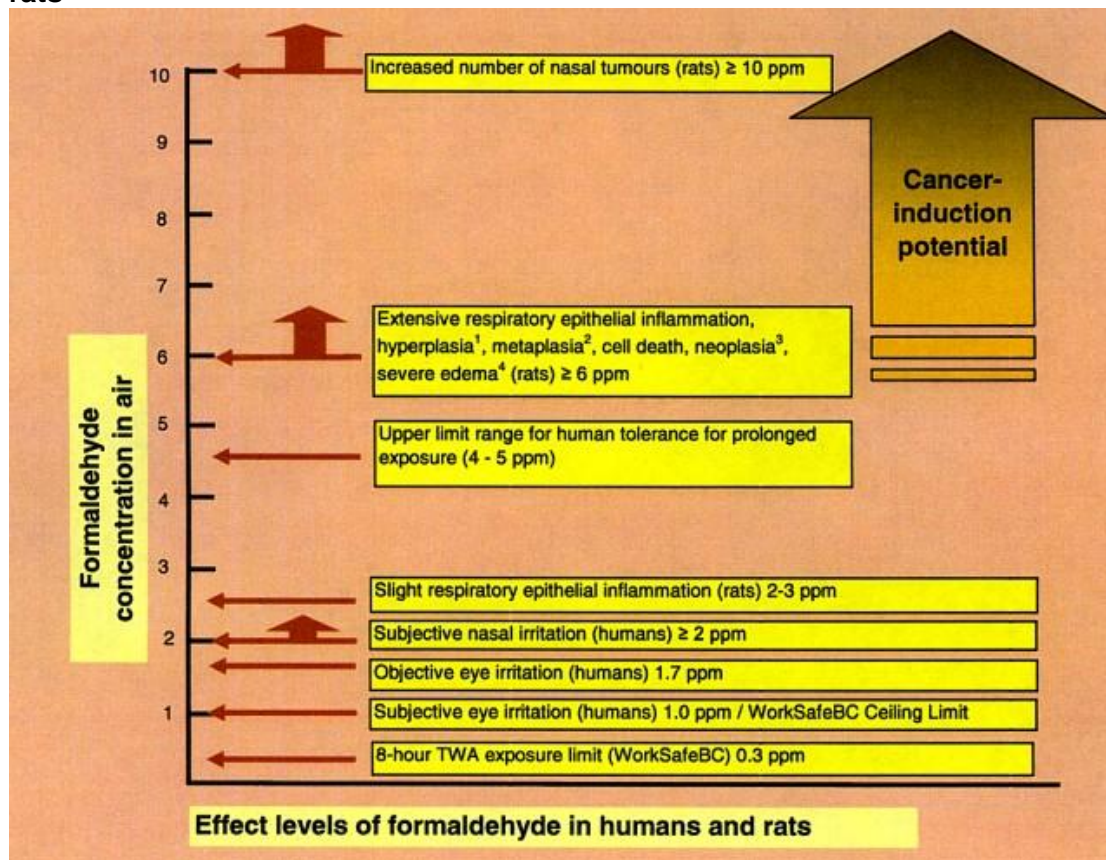 rats
10
Increased number of nasal tumours (rats) ≥ 10 ppm
9
Cancer-
induction
potential
8
7
Extensive respiratory epithelial inflammation,
hyperplasia¹, metaplasia², cell death, neoplasia³,
severe edema⁴ (rats) ≥ 6 ppm
6
Formaldehyde
concentration in air
5
Upper limit range for human tolerance for prolonged
exposure (4 - 5 ppm)
4
3
Slight respiratory epithelial inflammation (rats) 2-3 ppm
2
Subjective nasal irritation (humans) ≥ 2 ppm
Objective eye irritation (humans) 1.7 ppm
1
Subjective eye irritation (humans) 1.0 ppm / WorkSafeBC Ceiling Limit
8-hour TWA exposure limit (WorkSafeBC) 0.3 ppm
Effect levels of formaldehyde in humans and rats